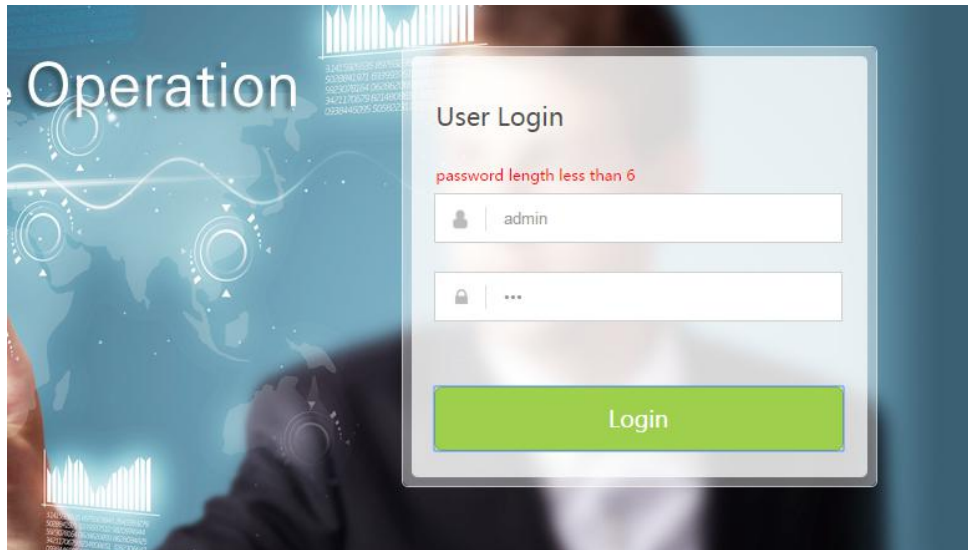 Operation
User Login
password length less than 6
admin
•••
Login